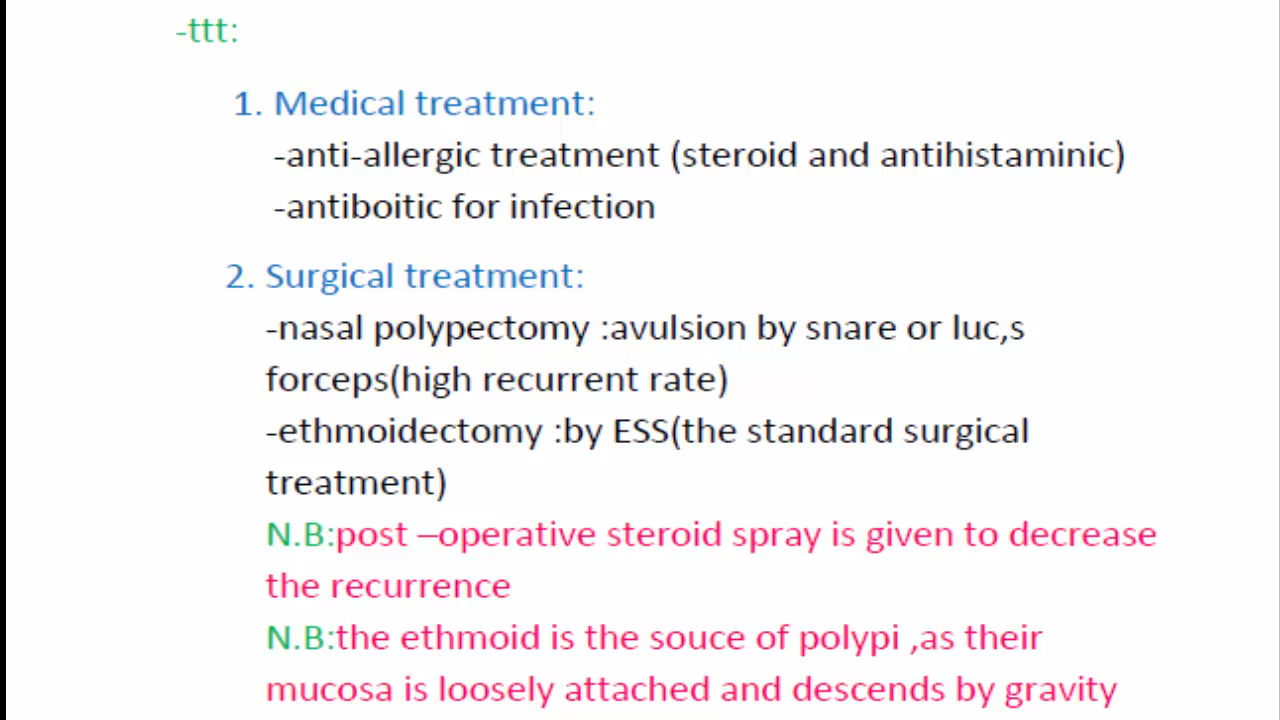 -ttt:
1. Medical treatment:
-anti-allergic treatment (steroid and antihistaminic)
-antiboitic for infection
2. Surgical treatment:
-nasal polypectomy :avulsion by snare or luc,s
forceps(high recurrent rate)
-ethmoidectomy :by ESS(the standard surgical
treatment)
N.B:post –operative steroid spray is given to decrease
the recurrence
N.B:the ethmoid is the souce of polypi ,as their
mucosa is loosely attached and descends by gravity